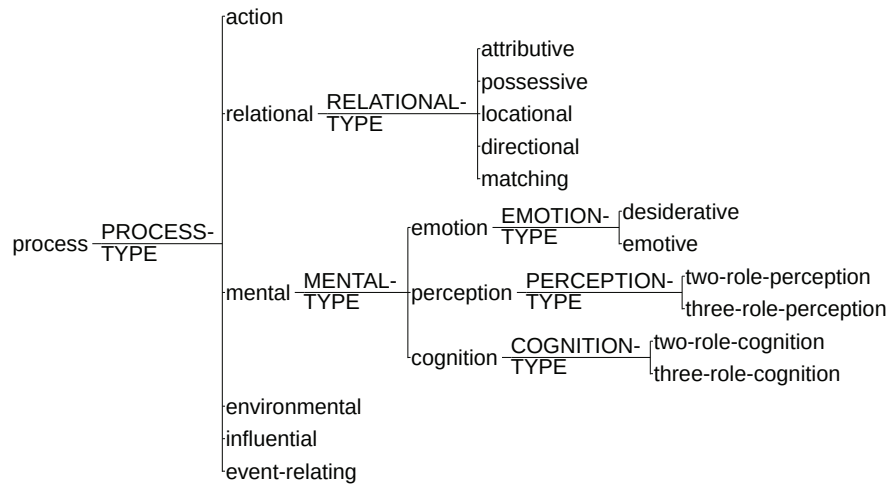 action
attributive
possessive
relational RELATIONAL-TYPE locational
directional
matching
desiderative
emotion EMOTION-TYPE
emotive
process PROCESS-TYPE
two-role-perception
mental MENTAL-TYPE perception PERCEPTION-TYPE
three-role-perception
two-role-cognition
cognition COGNITION-TYPE
three-role-cognition
environmental
influential
event-relating